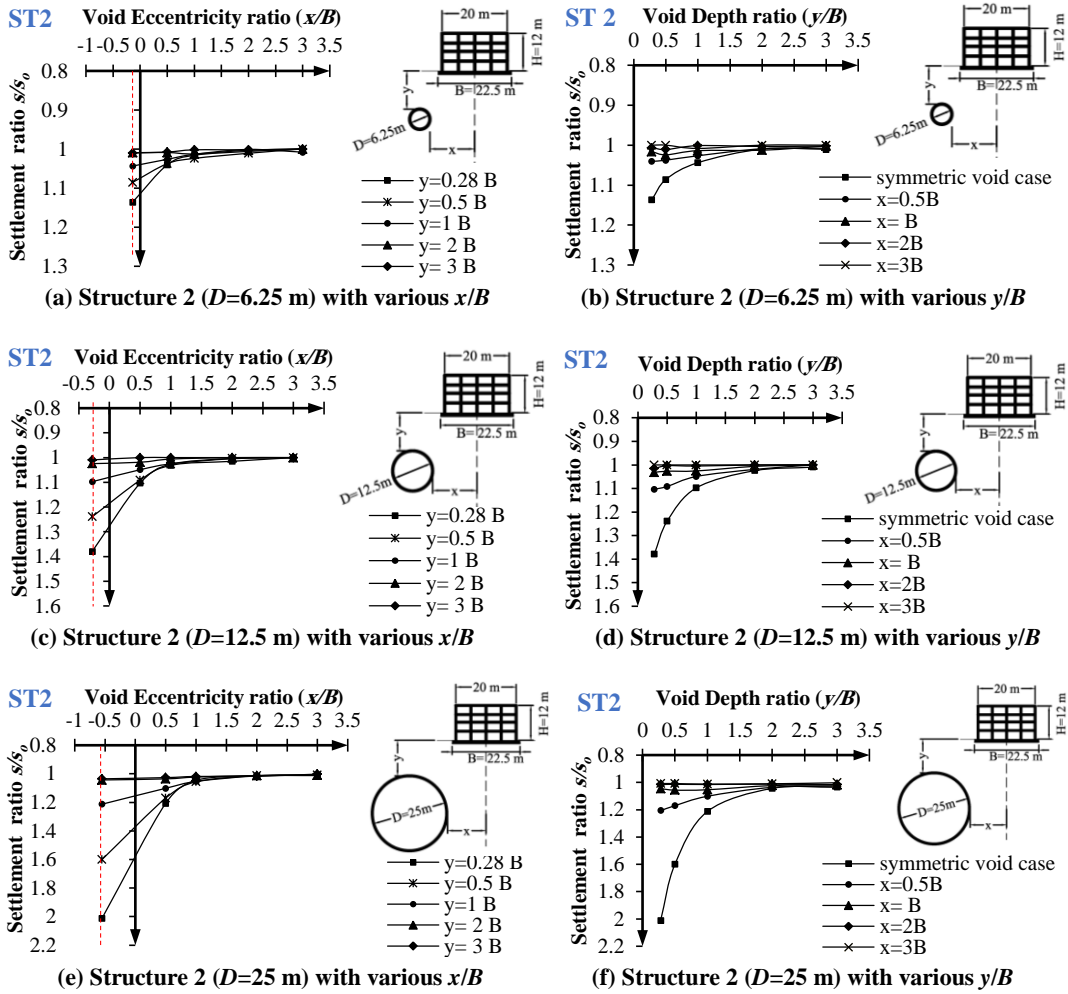 ST2 Void Eccentricity ratio (x/B)
-1 -0.5 0 0.5 1 1.5 2 2.5 3 3.5
Settlement ratio s/so
0.8
0.9
1
1.1
1.2
1.3
20 m
H=12 m
B= 22.5 m
y
D=6.25m
x
y=0.28 B
y=0.5 B
y=1 B
y= 2 B
y= 3 B
(a) Structure 2 (D=6.25 m) with various x/B
ST 2 Void Depth ratio (y/B)
0 0.5 1 1.5 2 2.5 3 3.5
Settlement ratio s/so
0.8
0.9
1
1.1
1.2
1.3
20 m
H=12 m
B= 22.5 m
y
D=6.25m
x
symmetric void case
x=0.5B
x= B
x=2B
x=3B
(b) Structure 2 (D=6.25 m) with various y/B
ST2 Void Eccentricity ratio (x/B)
-0.5 0 0.5 1 1.5 2 2.5 3 3.5
Settlement ratio s/so
0.8
0.9
1
1.1
1.2
1.3
1.4
1.5
1.6
20 m
H=12 m
B= 22.5 m
y
D=12.5m
x
y=0.28 B
y=0.5 B
y=1 B
y= 2 B
y= 3 B
(c) Structure 2 (D=12.5 m) with various x/B
ST2 Void Depth ratio (y/B)
0 0.5 1 1.5 2 2.5 3 3.5
Settlement ratio s/so
0.8
0.9
1
1.1
1.2
1.3
1.4
1.5
1.6
20 m
H=12 m
B= 22.5 m
y
D=12.5m
x
symmetric void case
x=0.5B
x= B
x=2B
x=3B
(d) Structure 2 (D=12.5 m) with various y/B
ST2 Void Eccentricity ratio (x/B)
-1 -0.5 0 0.5 1 1.5 2 2.5 3 3.5
Settlement ratio s/so
0.8
1
1.2
1.4
1.6
1.8
2
2.2
20 m
H=12 m
B= 22.5 m
y
D=25m
x
y=0.28 B
y=0.5 B
y=1 B
y= 2 B
y= 3 B
(e) Structure 2 (D=25 m) with various x/B
ST2 Void Depth ratio (y/B)
0 0.5 1 1.5 2 2.5 3 3.5
Settlement ratio s/so
0.8
1
1.2
1.4
1.6
1.8
2
2.2
20 m
H=12 m
B= 22.5 m
y
D=25m
x
symmetric void case
x=0.5B
x= B
x=2B
x=3B
(f) Structure 2 (D=25 m) with various y/B